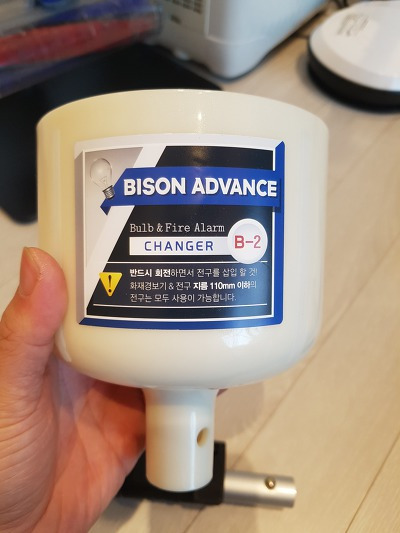 BISON ADVANCE
Bulb & Fire Alarm
CHANGER B-2
반드시 회전하면서 전구를 삽입 할 것!
화재경보기 & 전구 지름 110mm 이하의
전구는 모두 사용이 가능합니다.